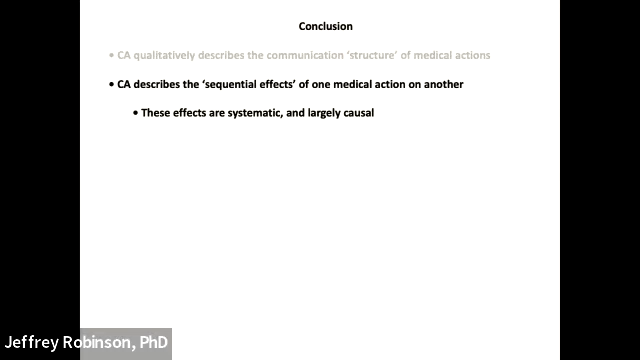 Conclusion
• CA qualitatively describes the communication ‘structure’ of medical actions
• CA describes the ‘sequential effects’ of one medical action on another
• These effects are systematic, and largely causal
Jeffrey Robinson, PhD